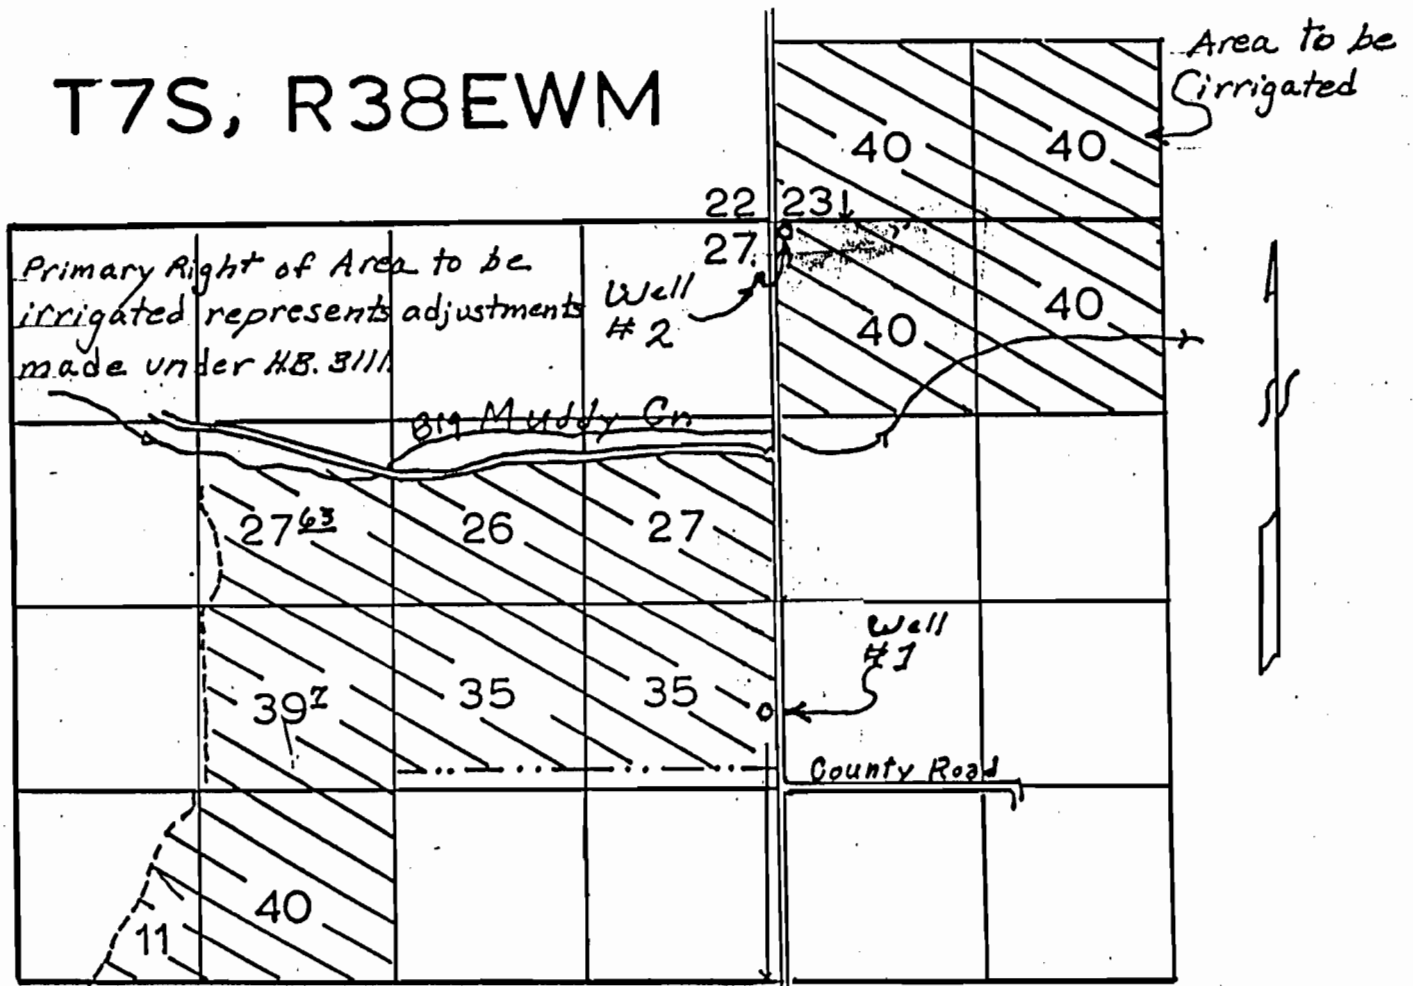 T7S, R38EWM
Area to be
irrigated
40 40
22 23
27
Primary Right of Area to be
irrigated represents adjustments
made under H.B. 3111
Well
# 2
40 40
Big Muddy Cr.
27 63 26 27
Well
# 1
39 7 35 35
County Road
40
11